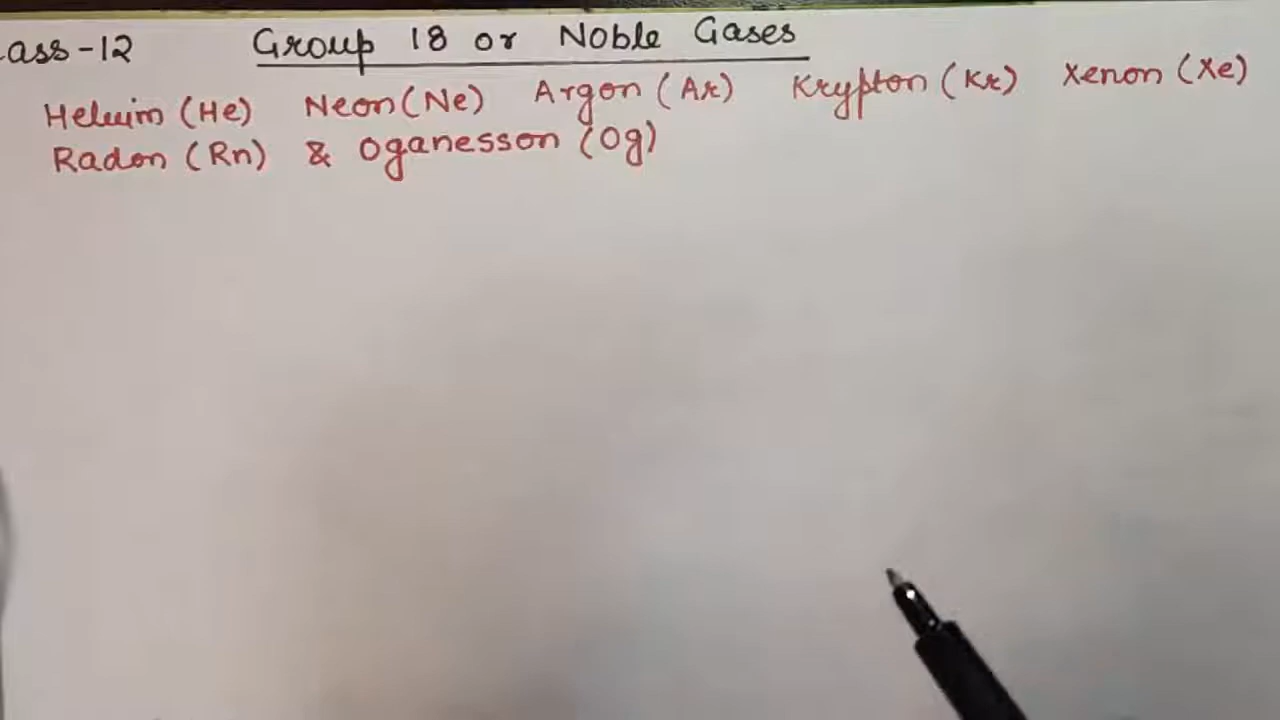 ass-12 Group 18 or Noble Gases
Heluim (He) Neon (Ne) Argon (Ar) Krypton (Kr) Xenon (Xe)
Radon (Rn) & Oganesson (Og)